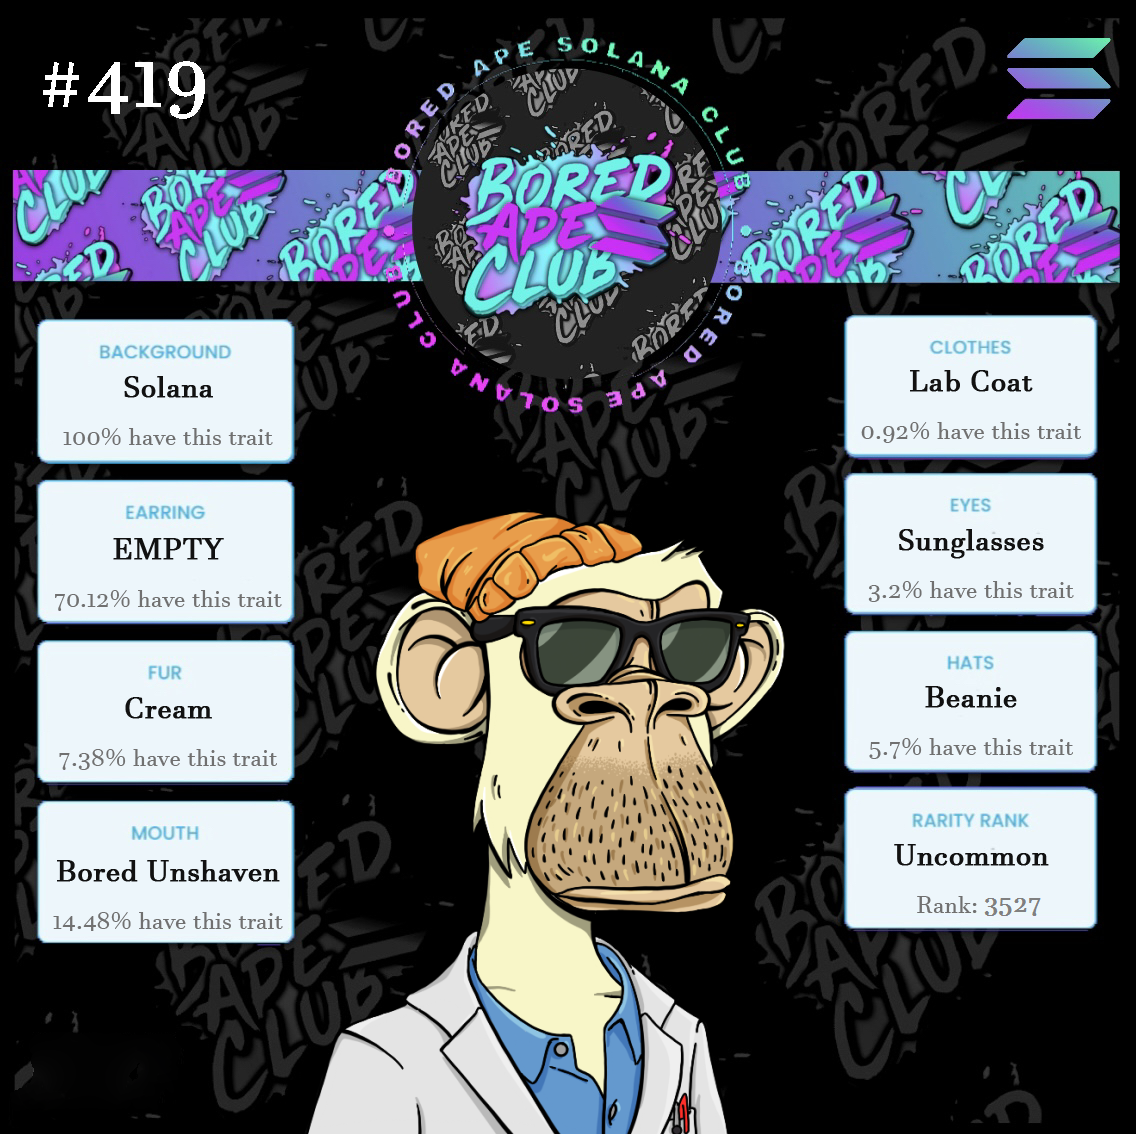 #419
BORED APE SOLANA CLUB
BORED APE SOLANA CLUB
BORED
APE
CLUB
BACKGROUND
Solana
100% have this trait
EARRING
EMPTY
70.12% have this trait
FUR
Cream
7.38% have this trait
MOUTH
Bored Unshaven
14.48% have this trait
CLOTHES
Lab Coat
0.92% have this trait
EYES
Sunglasses
3.2% have this trait
HATS
Beanie
5.7% have this trait
RARITY RANK
Uncommon
Rank: 3527